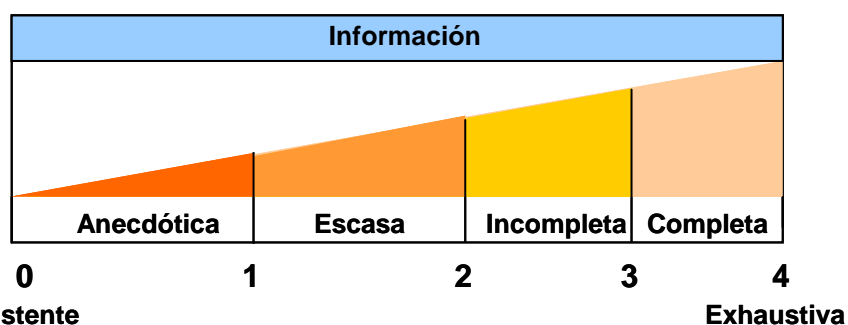 Información
Anecdótica Escasa Incompleta Completa
0 1 2 3 4
stente Exhaustiva